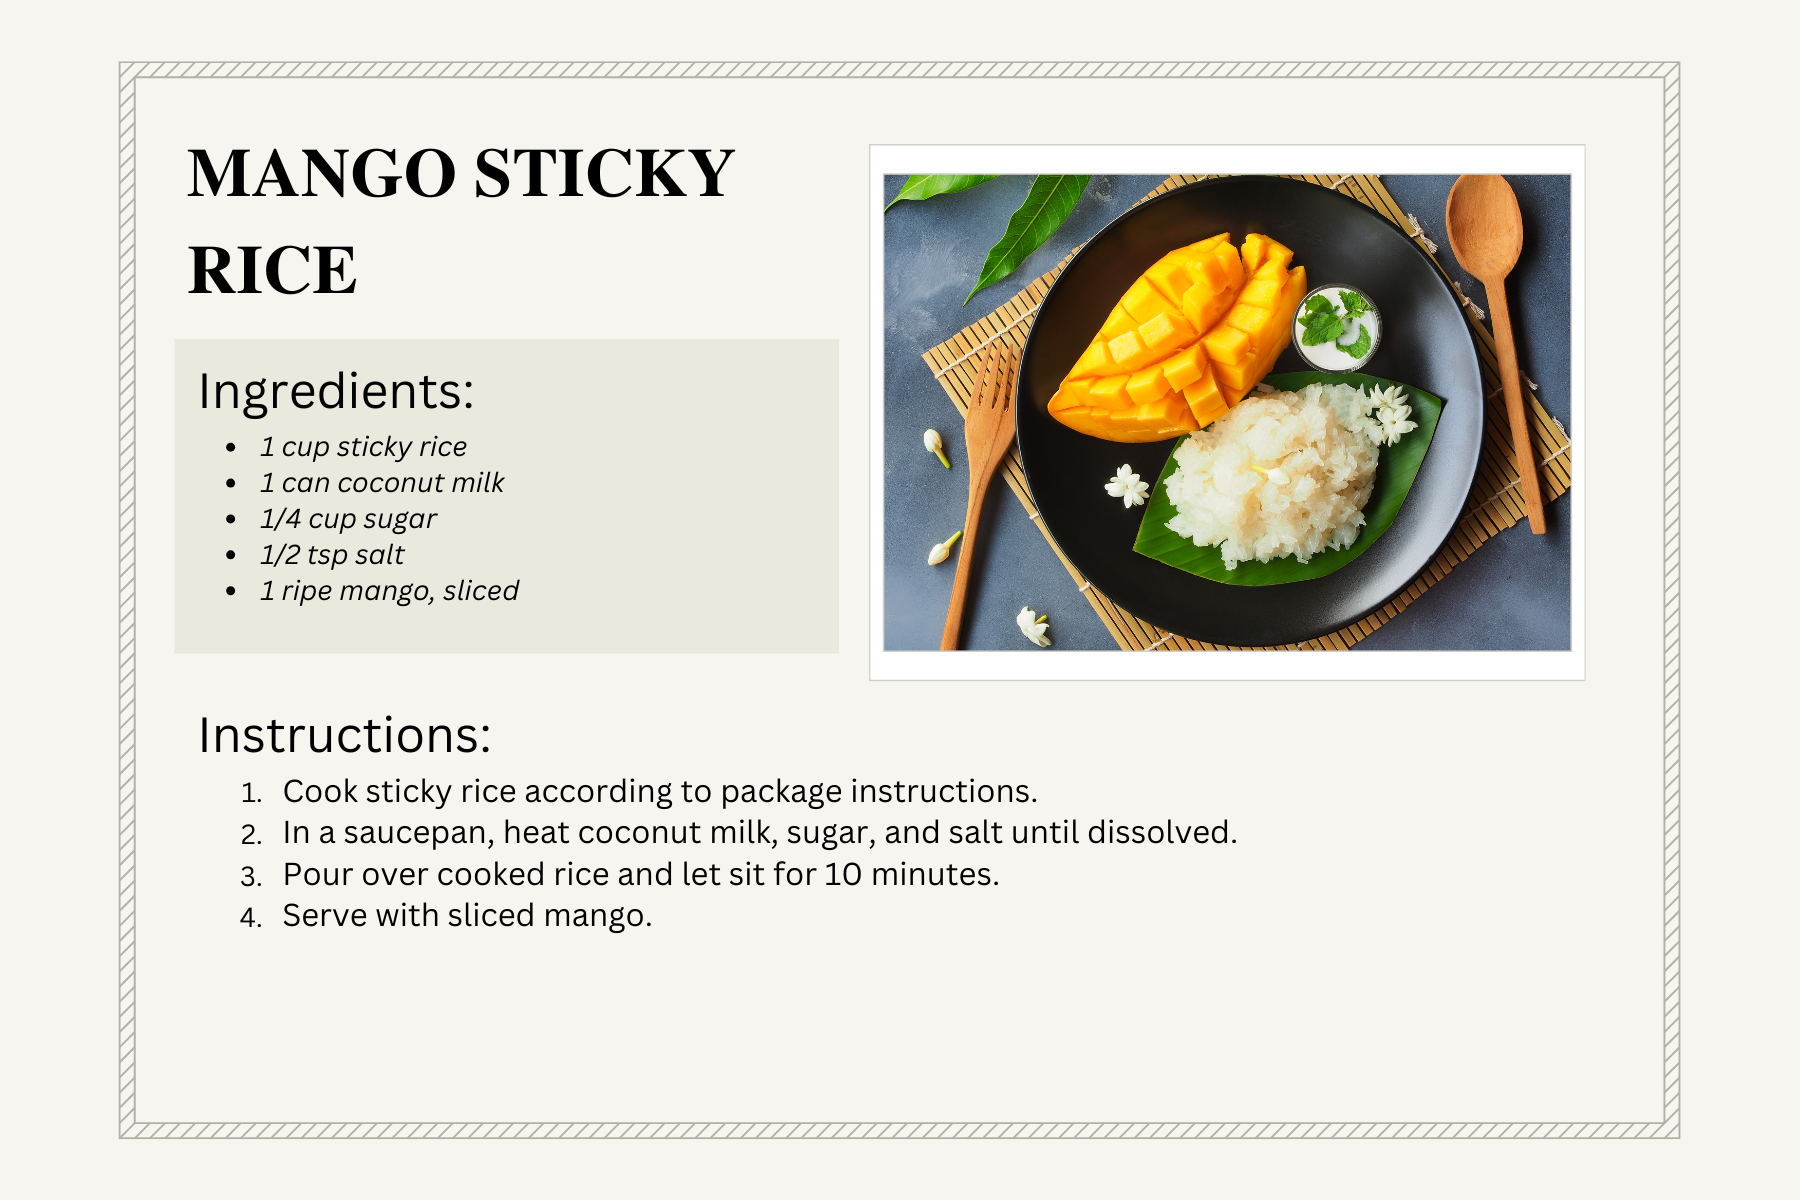 MANGO STICKY
RICE
Ingredients:
• 1 cup sticky rice
• 1 can coconut milk
• 1/4 cup sugar
• 1/2 tsp salt
• 1 ripe mango, sliced
Instructions:
1. Cook sticky rice according to package instructions.
2. In a saucepan, heat coconut milk, sugar, and salt until dissolved.
3. Pour over cooked rice and let sit for 10 minutes.
4. Serve with sliced mango.